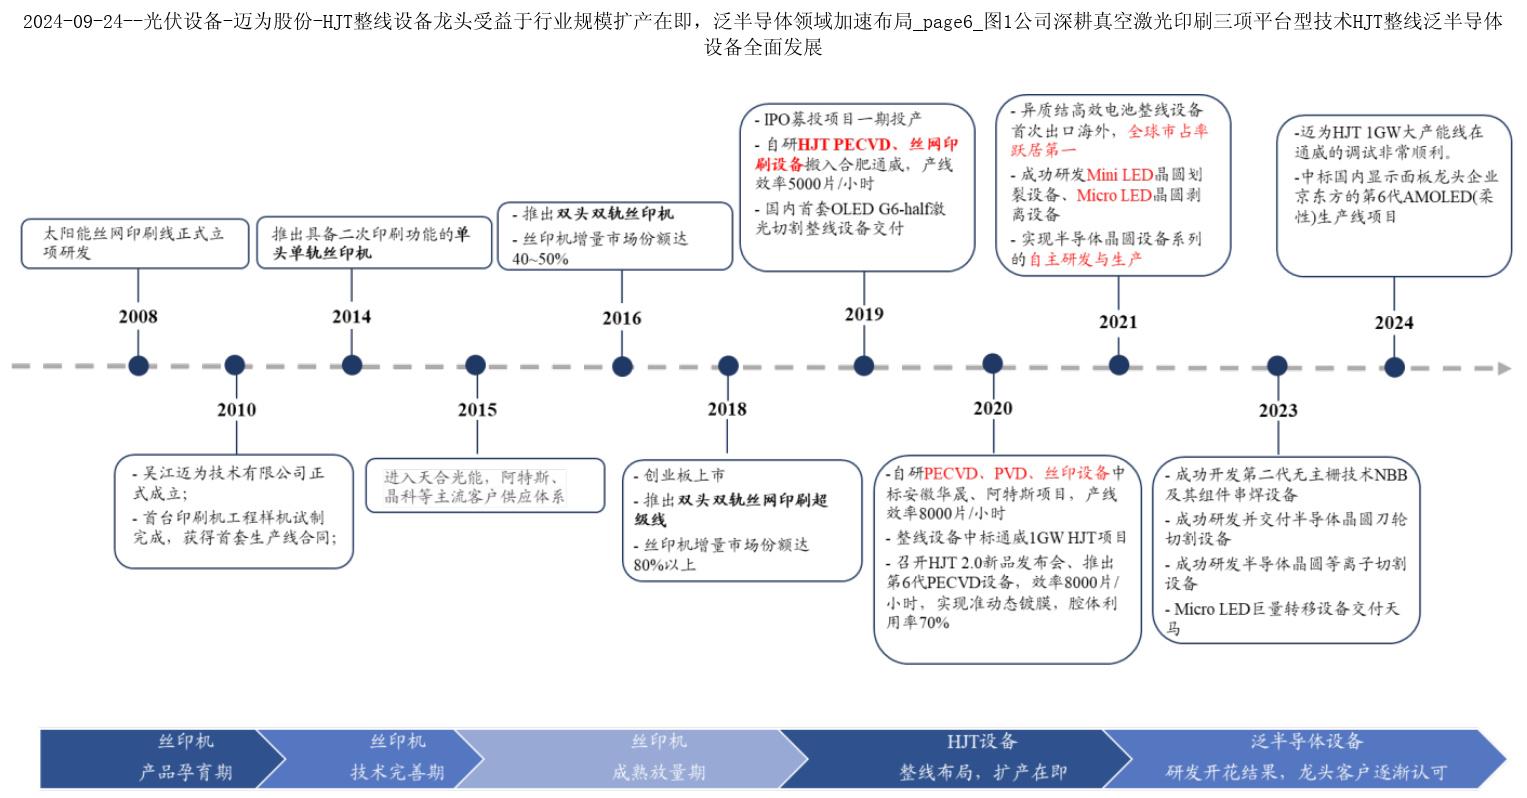 2024-09-24--光伏设备-迈为股份-HJT整线设备龙头受益于行业规模扩产在即，泛半导体领域加速布局_page6_图1公司深耕真空激光印刷三项平台型技术HJT整线泛半导体
设备全面发展
太阳能丝网印刷线正式立
项研发
2008
推出具备二次印刷功能的单
头单轨丝印机
2014
- 推出双头双轨丝印机
- 丝印机增量市场份额达
40~50%
2016
- IPO募投项目一期投产
- 自研HJT PECVD、丝网印
刷设备搬入合肥通威，产线
效率5000片/小时
- 国内首套OLED G6-half激
光切割整线设备交付
2019
- 异质结高效电池整线设备
首次出口海外，全球市占率
跃居第一
- 成功研发Mini LED晶圆划
裂设备、Micro LED晶圆剥
离设备
- 实现半导体晶圆设备系列
的自主研发与生产
2021
-迈为HJT 1GW大产能线在
通威的调试非常顺利。
-中标国内显示面板龙头企业
京东方的第6代AMOLED(柔
性)生产线项目
2024
2010
- 吴江迈为技术有限公司正
式成立；
- 首台印刷机工程样机试制
完成，获得首套生产线合同；
2015
进入天合光能，阿特斯、
晶科等主流客户供应体系
2018
- 创业板上市
- 推出双头双轨丝网印刷超
级线
- 丝印机增量市场份额达
80%以上
2020
-自研PECVD、PVD、丝印设备中
标安徽华晟、阿特斯项目，产线
效率8000片/小时
- 整线设备中标通威1GW HJT项目
- 召开HJT 2.0新品发布会、推出
第6代PECVD设备，效率8000片/
小时，实现准动态镀膜，腔体利
用率70%
2023
- 成功开发第二代无主栅技术NBB
及其组件串焊设备
- 成功研发并交付半导体晶圆刀轮
切割设备
- 成功研发半导体晶圆等离子切割
设备
- Micro LED巨量转移设备交付天
马
丝印机
产品孕育期
丝印机
技术完善期
丝印机
成熟放量期
HJT设备
整线布局，扩产在即
泛半导体设备
研发开花结果，龙头客户逐渐认可